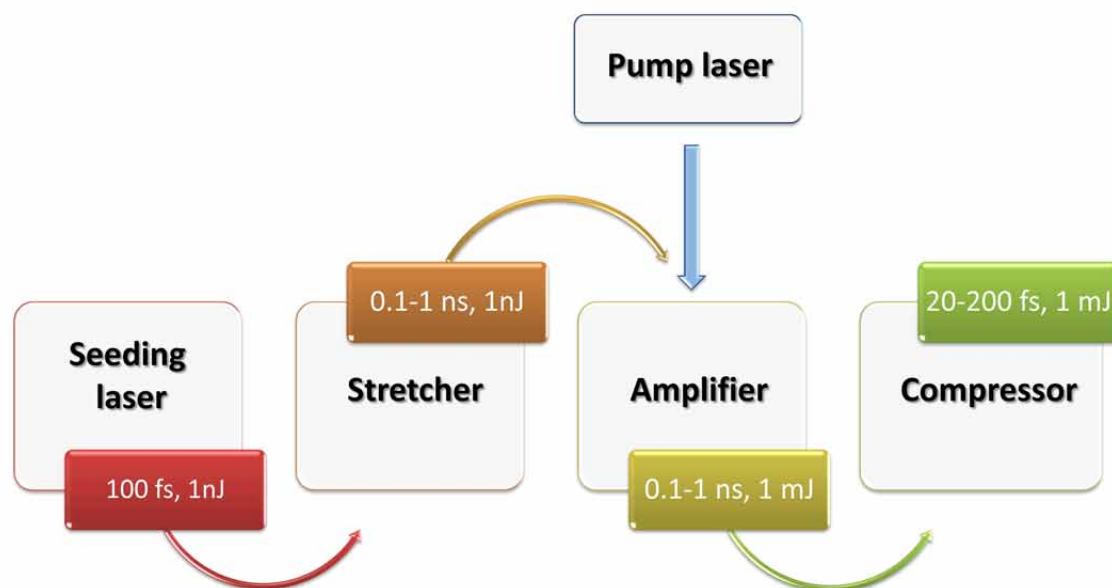 Pump laser
Seeding
laser
100 fs, 1nJ
0.1-1 ns, 1nJ
Stretcher
Amplifier
0.1-1 ns, 1 mJ
20-200 fs, 1 mJ
Compressor